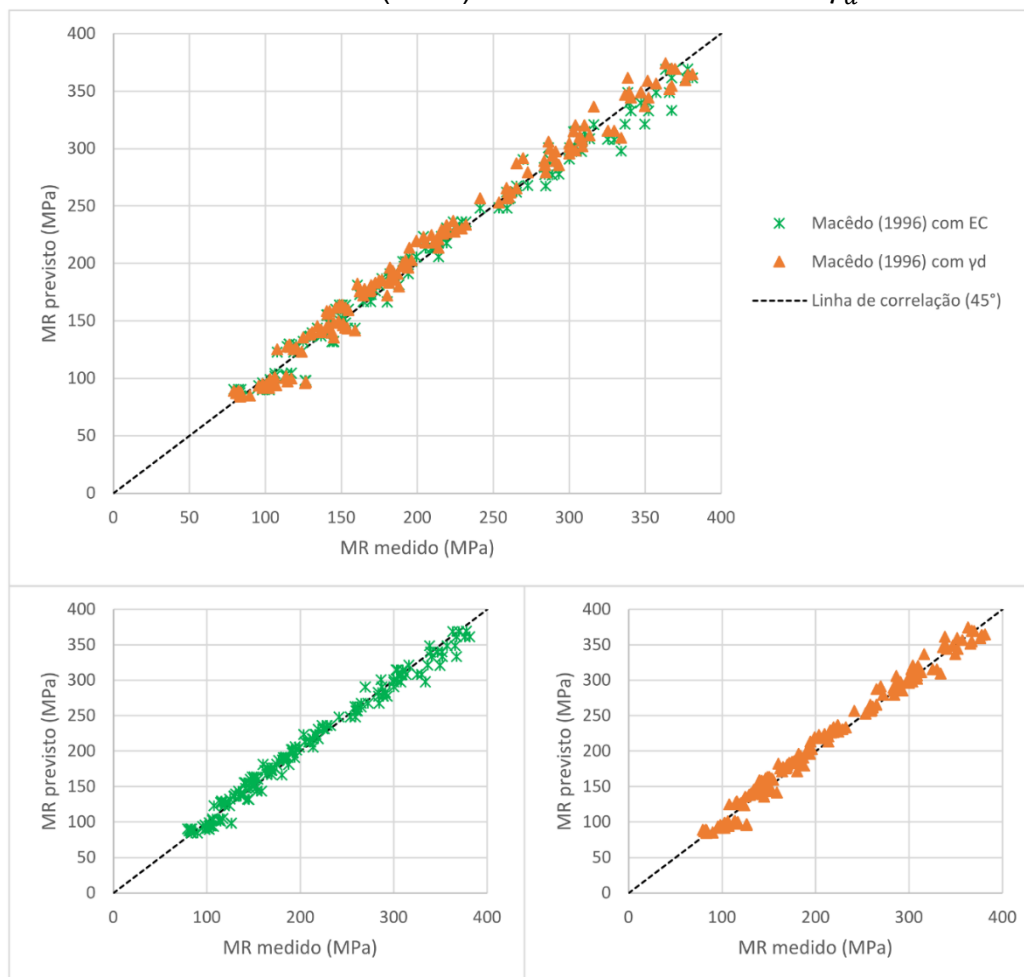 400
350
300
250
200
150
100
50
0
MR previsto (MPa)
0 50 100 150 200 250 300 350 400
MR medido (MPa)
Macêdo (1996) com EC
Macêdo (1996) com γd
Linha de correlação (45°)
400
350
300
250
200
150
100
50
0
MR previsto (MPa)
0 100 200 300 400
MR medido (MPa)
400
350
300
250
200
150
100
50
0
MR previsto (MPa)
0 100 200 300 400
MR medido (MPa)